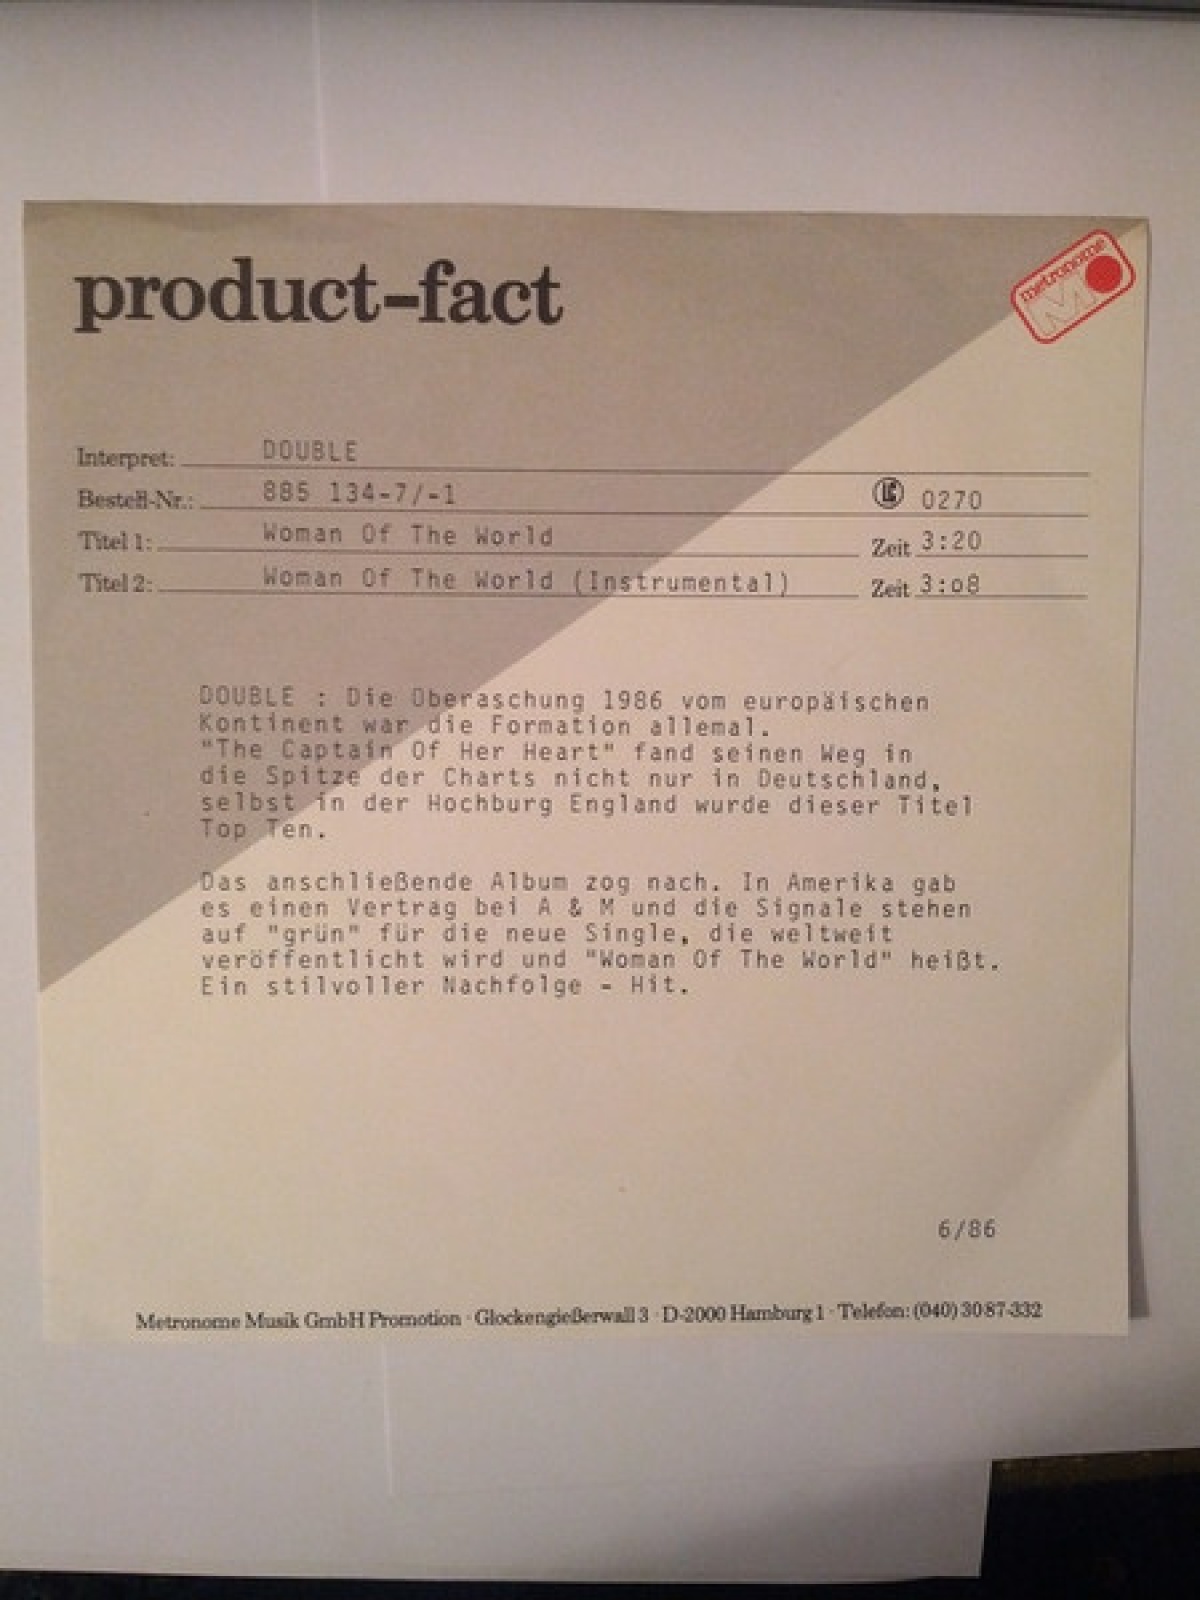 product-fact
metronome
Interpret: DOUBLE
Bestell-Nr.: 885 134-7/-1 LC 0270
Titel 1: Woman Of The World Zeit 3:20
Titel 2: Woman Of The World (Instrumental) Zeit 3:o8
DOUBLE : Die Überaschung 1986 vom europäischen
Kontinent war die Formation allemal.
"The Captain Of Her Heart" fand seinen Weg in
die Spitze der Charts nicht nur in Deutschland,
selbst in der Hochburg England wurde dieser Titel
Top Ten.
Das anschließende Album zog nach. In Amerika gab
es einen Vertrag bei A & M und die Signale stehen
auf "grün" für die neue Single, die weltweit
veröffentlicht wird und "Woman Of The World" heißt.
Ein stilvoller Nachfolge - Hit.
6/86
Metronome Musik GmbH Promotion · Glockengießerwall 3 · D-2000 Hamburg 1 · Telefon: (040) 30 87-332